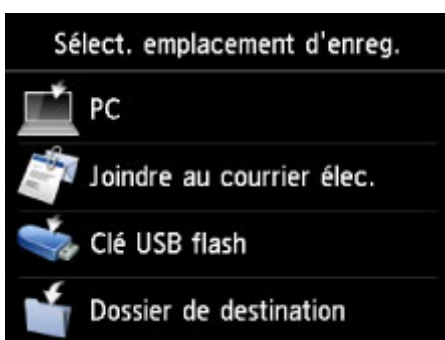 Sélect. emplacement d'enreg.
PC
Joindre au courrier élec.
Clé USB flash
Dossier de destination